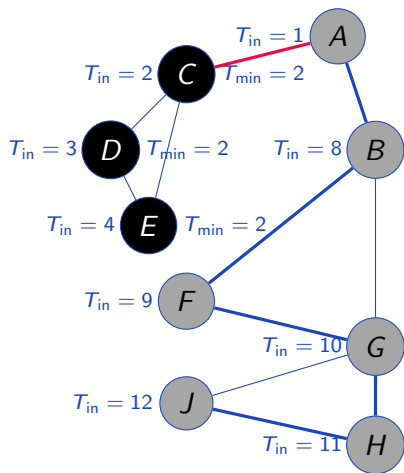 T_in = 1 A
T_in = 2 C T_min = 2
T_in = 3 D T_min = 2
T_in = 8 B
T_in = 4 E T_min = 2
T_in = 9 F
T_in = 10 G
T_in = 12 J
T_in = 11 H